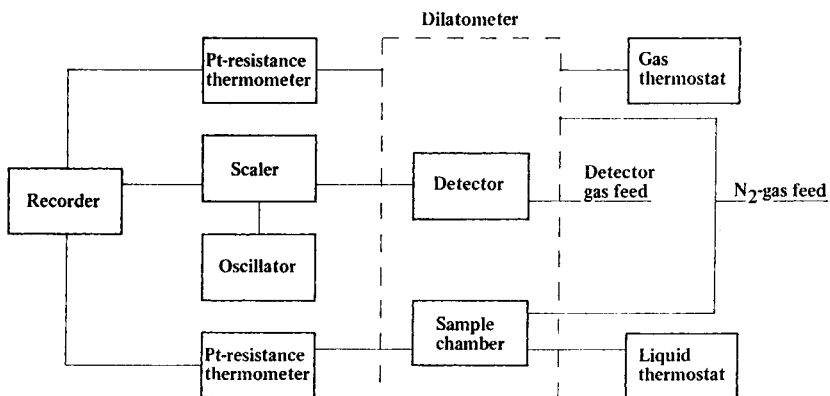 Dilatometer
Pt-resistance
thermometer
Gas
thermostat
Scaler
Detector
Detector
gas feed
N2-gas feed
Recorder
Oscillator
Sample
chamber
Pt-resistance
thermometer
Liquid
thermostat